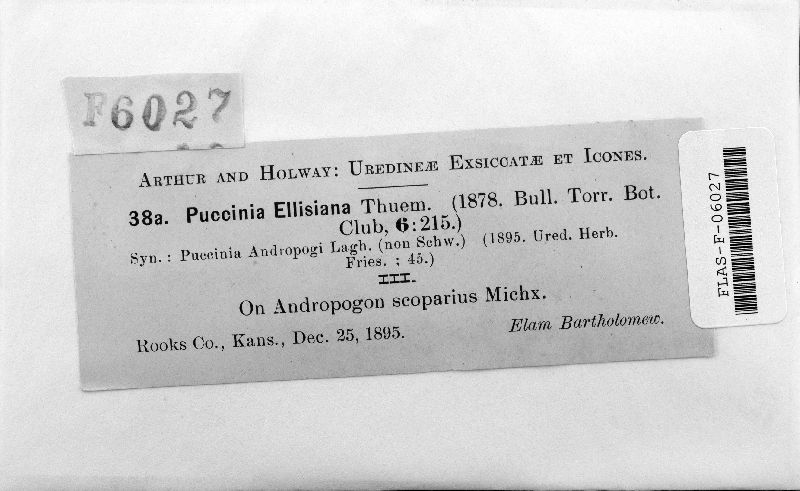 F6027
ARTHUR AND HOLWAY: UREDINEÆ EXSICCATÆ ET ICONES.
38a. Puccinia Ellisiana Thuem. (1878. Bull. Torr. Bot.
Club, 6:215.)
Syn.: Puccinia Andropogi Lagh. (non Schw.) (1895. Ured. Herb.
Fries. : 45.)
III.
On Andropogon scoparius Michx.
Rooks Co., Kans., Dec. 25, 1895. Elam Bartholomew.
FLAS-F-06027